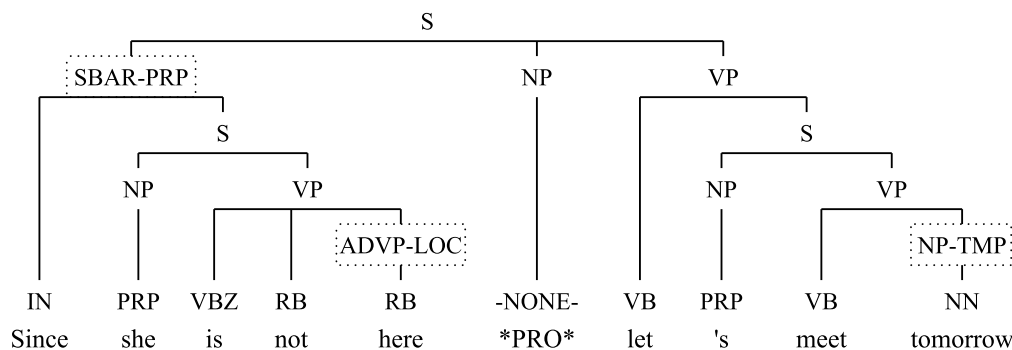 S
SBAR-PRP NP VP
S S
NP VP NP VP
ADVP-LOC NP-TMP
IN PRP VBZ RB RB -NONE- VB PRP VB NN
Since she is not here *PRO* let 's meet tomorrow